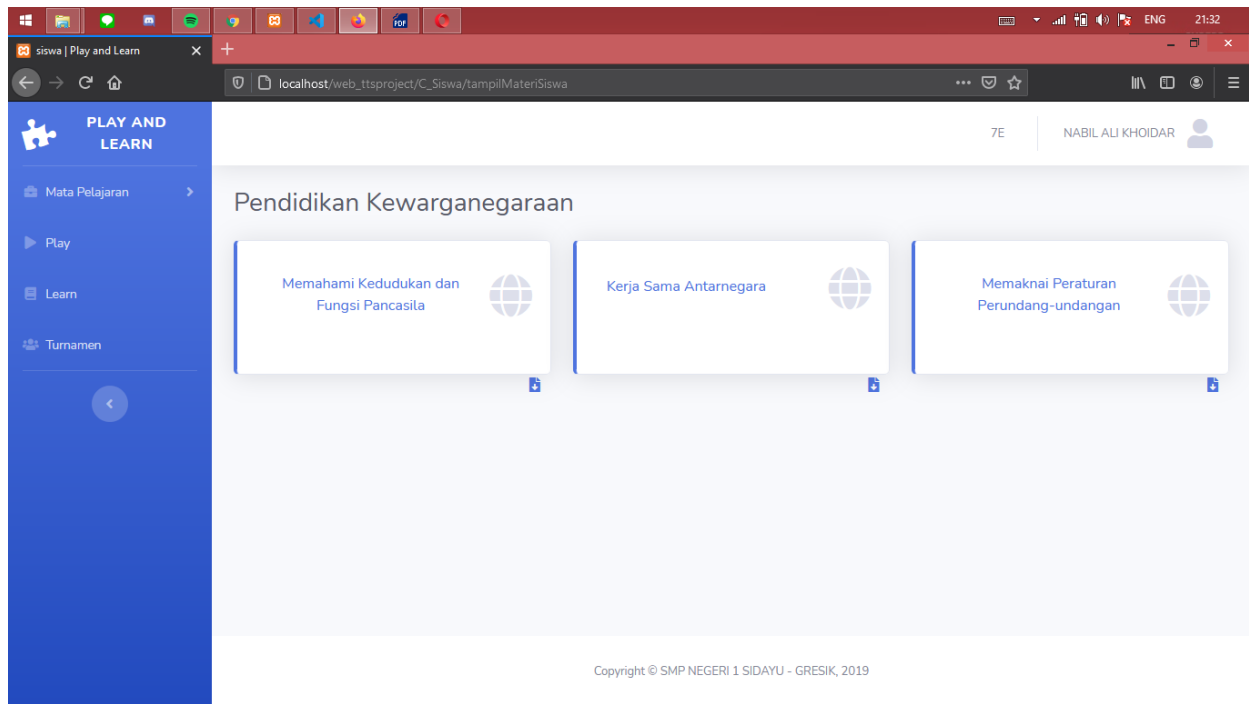 ENG
21:32
siswa | Play and Learn
localhost/web_ttsproject/C_Siswa/tampilMateriSiswa
PLAY AND
LEARN
7E
NABIL ALI KHOIDAR
Mata Pelajaran
Play
Learn
Turnamen
Pendidikan Kewarganegaraan
Memahami Kedudukan dan
Fungsi Pancasila
Kerja Sama Antarnegara
Memaknai Peraturan
Perundang-undangan
Copyright © SMP NEGERI 1 SIDAYU - GRESIK, 2019